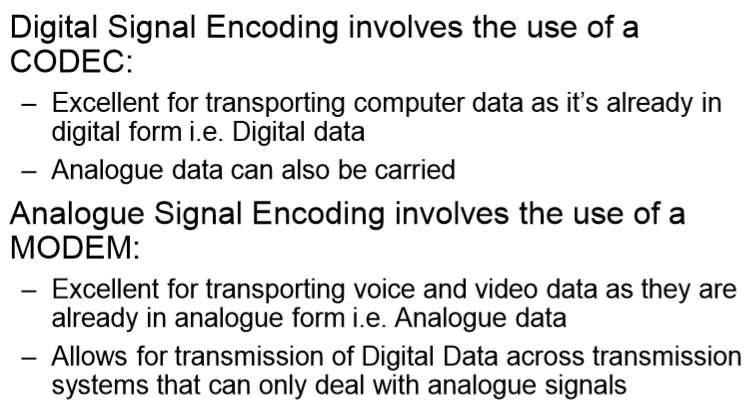 Digital Signal Encoding involves the use of a
CODEC:
– Excellent for transporting computer data as it's already in
digital form i.e. Digital data
– Analogue data can also be carried
Analogue Signal Encoding involves the use of a
MODEM:
– Excellent for transporting voice and video data as they are
already in analogue form i.e. Analogue data
– Allows for transmission of Digital Data across transmission
systems that can only deal with analogue signals